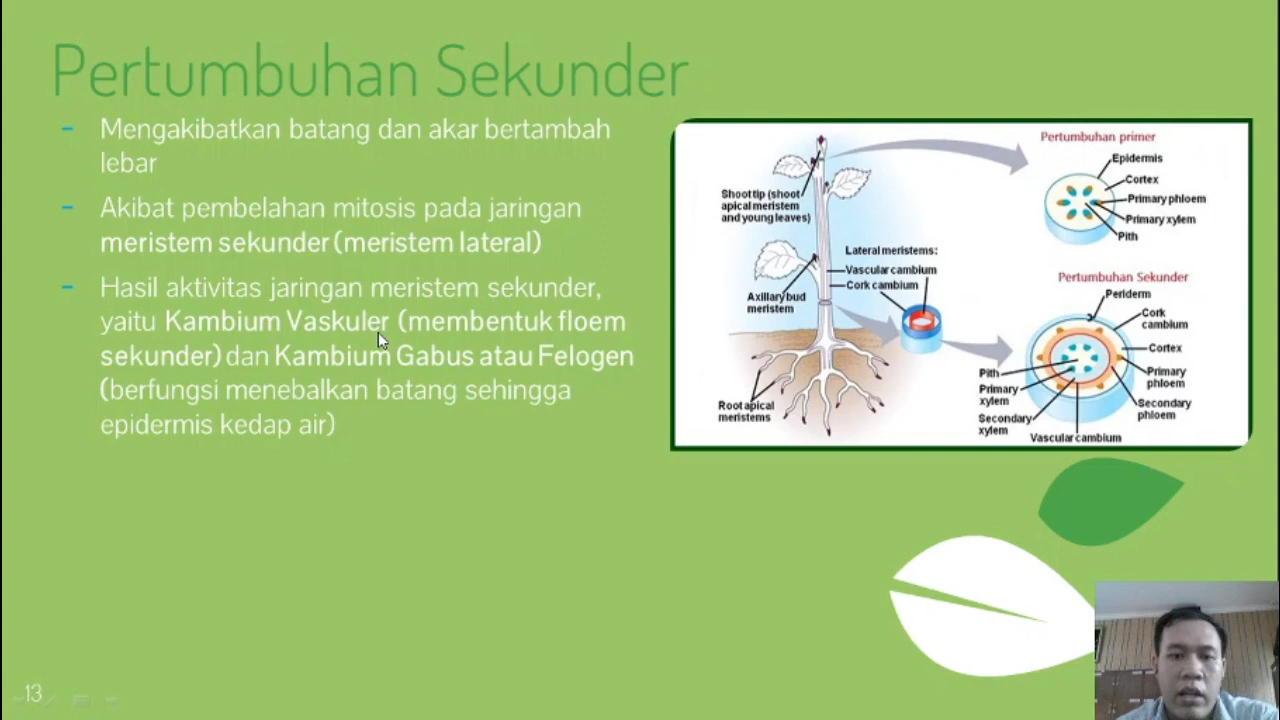 Pertumbuhan Sekunder
- Mengakibatkan batang dan akar bertambah
lebar
- Akibat pembelahan mitosis pada jaringan
meristem sekunder (meristem lateral)
- Hasil aktivitas jaringan meristem sekunder,
yaitu Kambium Vaskuler (membentuk floem
sekunder) dan Kambium Gabus atau Felogen
(berfungsi menebalkan batang sehingga
epidermis kedap air)
Shoot tip (shoot
apical meristem
and young leaves)
Lateral meristems:
Vascular cambium
Cork cambium
Axillary bud
meristem
Root apical
meristems
Pertumbuhan primer
Epidermis
Cortex
Primary phloem
Primary xylem
Pith
Pertumbuhan Sekunder
Periderm
Cork
cambium
Cortex
Primary
phloem
Secondary
phloem
Pith
Primary
xylem
Secondary
xylem
Vascular cambium
13